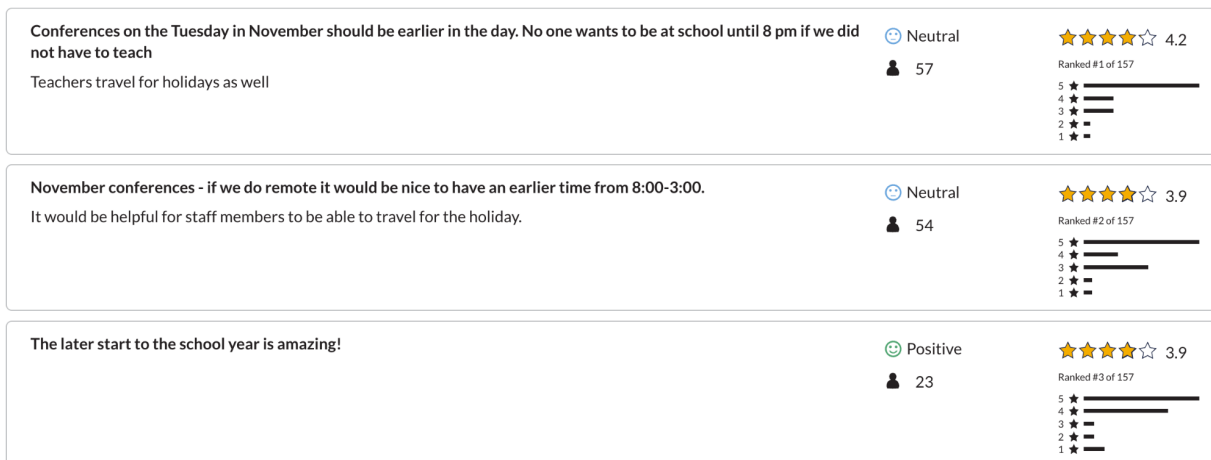 Conferences on the Tuesday in November should be earlier in the day. No one wants to be at school until 8 pm if we did
not have to teach
Teachers travel for holidays as well
Neutral
57
4.2
Ranked #1 of 157
5
4
3
2
1
November conferences - if we do remote it would be nice to have an earlier time from 8:00-3:00.
It would be helpful for staff members to be able to travel for the holiday.
Neutral
54
3.9
Ranked #2 of 157
5
4
3
2
1
The later start to the school year is amazing!
Positive
23
3.9
Ranked #3 of 157
5
4
3
2
1